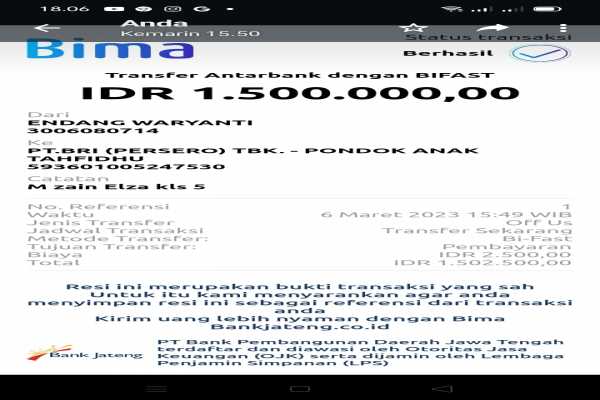 18.06
Anda
Kemarin 15.50
Status transaksi
Bima
Berhasil
Transfer Antarbank dengan BIFAST
IDR 1.500.000,00
Dari
ENDANG WARYANTI
3006080714
Ke
PT.BRI (PERSERO) TBK. - PONDOK ANAK
TAHFIDHU
593601005247530
Catatan
M zain Elza kls 5
No. Referensi 1
Waktu 6 Maret 2023 15:49 WIB
Jenis Transfer Off Us
Jadwal Transaksi Transfer Sekarang
Metode Transfer: Bi-Fast
Tujuan Transfer: Pembayaran
Biaya IDR 2.500,00
Total IDR 1.502.500,00
Resi ini merupakan bukti transaksi yang sah
Untuk itu kami menyarankan agar anda
menyimpan resi ini sebagai referensi dari transaksi
anda
Kirim uang lebih nyaman dengan Bima
Bankjateng.co.id
Bank Jateng
PT Bank Pembangunan Daerah Jawa Tengah
terdaftar dan diawasi oleh Otoritas Jasa
Keuangan (OJK) serta dijamin oleh Lembaga
Penjamin Simpanan (LPS)